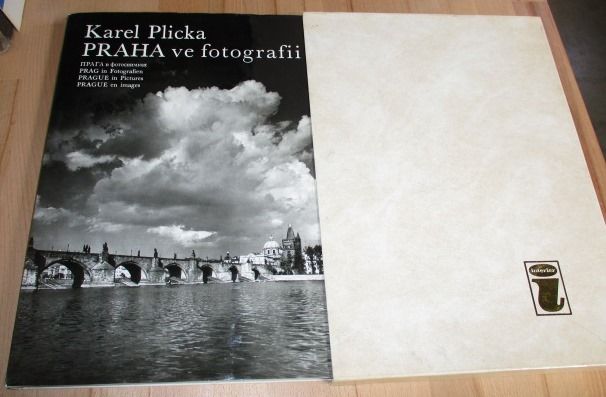 Karel Plicka
PRAHA ve fotografii
ПРАГА в фотоснимках
PRAG in Fotografien
PRAGUE in Pictures
PRAGUE en images